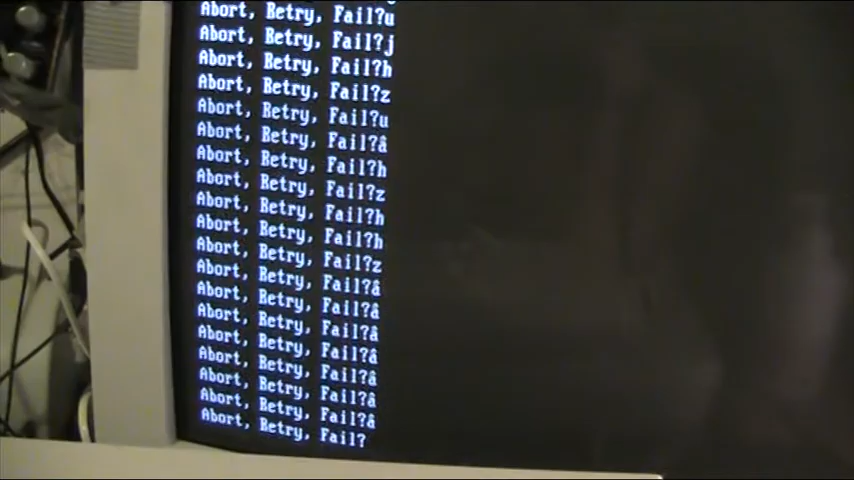 Abort, Retry, Fail?u
Abort, Retry, Fail?j
Abort, Retry, Fail?h
Abort, Retry, Fail?z
Abort, Retry, Fail?u
Abort, Retry, Fail?â
Abort, Retry, Fail?h
Abort, Retry, Fail?z
Abort, Retry, Fail?h
Abort, Retry, Fail?h
Abort, Retry, Fail?z
Abort, Retry, Fail?â
Abort, Retry, Fail?â
Abort, Retry, Fail?â
Abort, Retry, Fail?â
Abort, Retry, Fail?â
Abort, Retry, Fail?â
Abort, Retry, Fail?â
Abort, Retry, Fail?